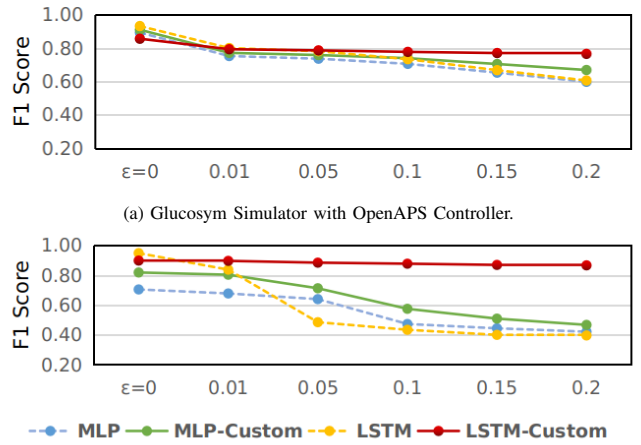 1.00
0.80
0.60
0.40
0.20
F1 Score
ε=0 0.01 0.05 0.1 0.15 0.2
(a) Glucosym Simulator with OpenAPS Controller.
1.00
0.80
0.60
0.40
0.20
F1 Score
ε=0 0.01 0.05 0.1 0.15 0.2
MLP MLP-Custom LSTM LSTM-Custom